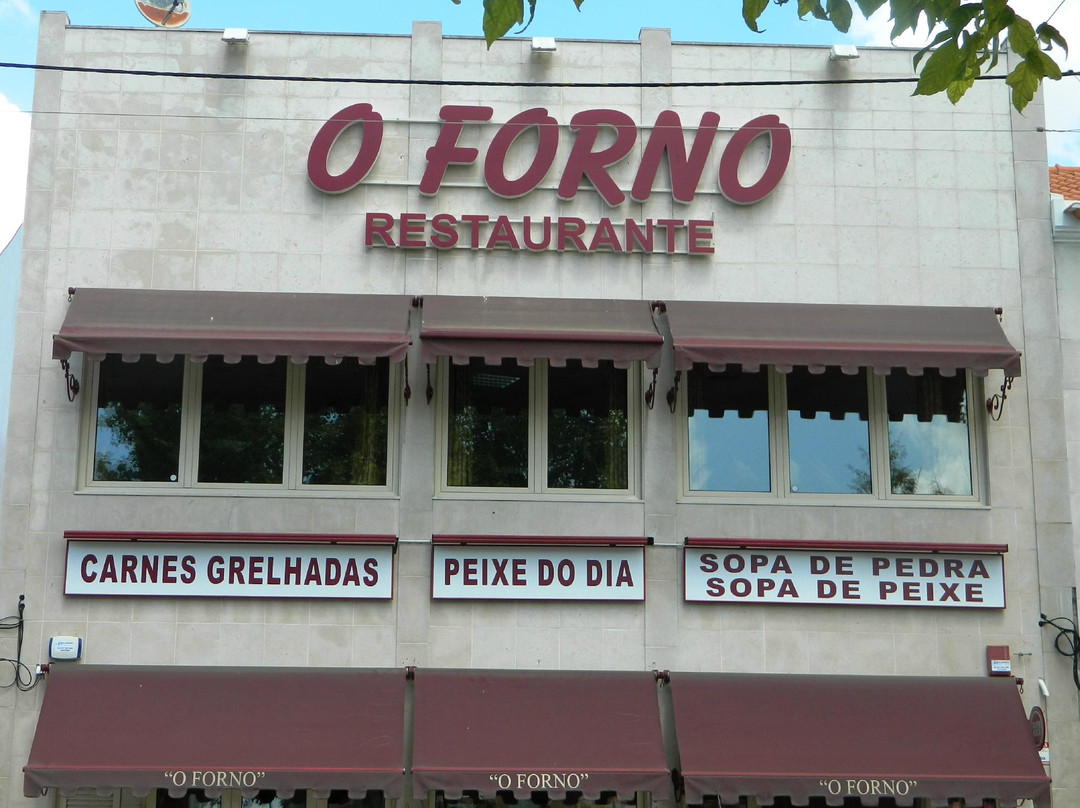 O FORNO
RESTAURANTE
CARNES GRELHADAS
PEIXE DO DIA
SOPA DE PEDRA
SOPA DE PEIXE
“O FORNO”
“O FORNO”
“O FORNO”